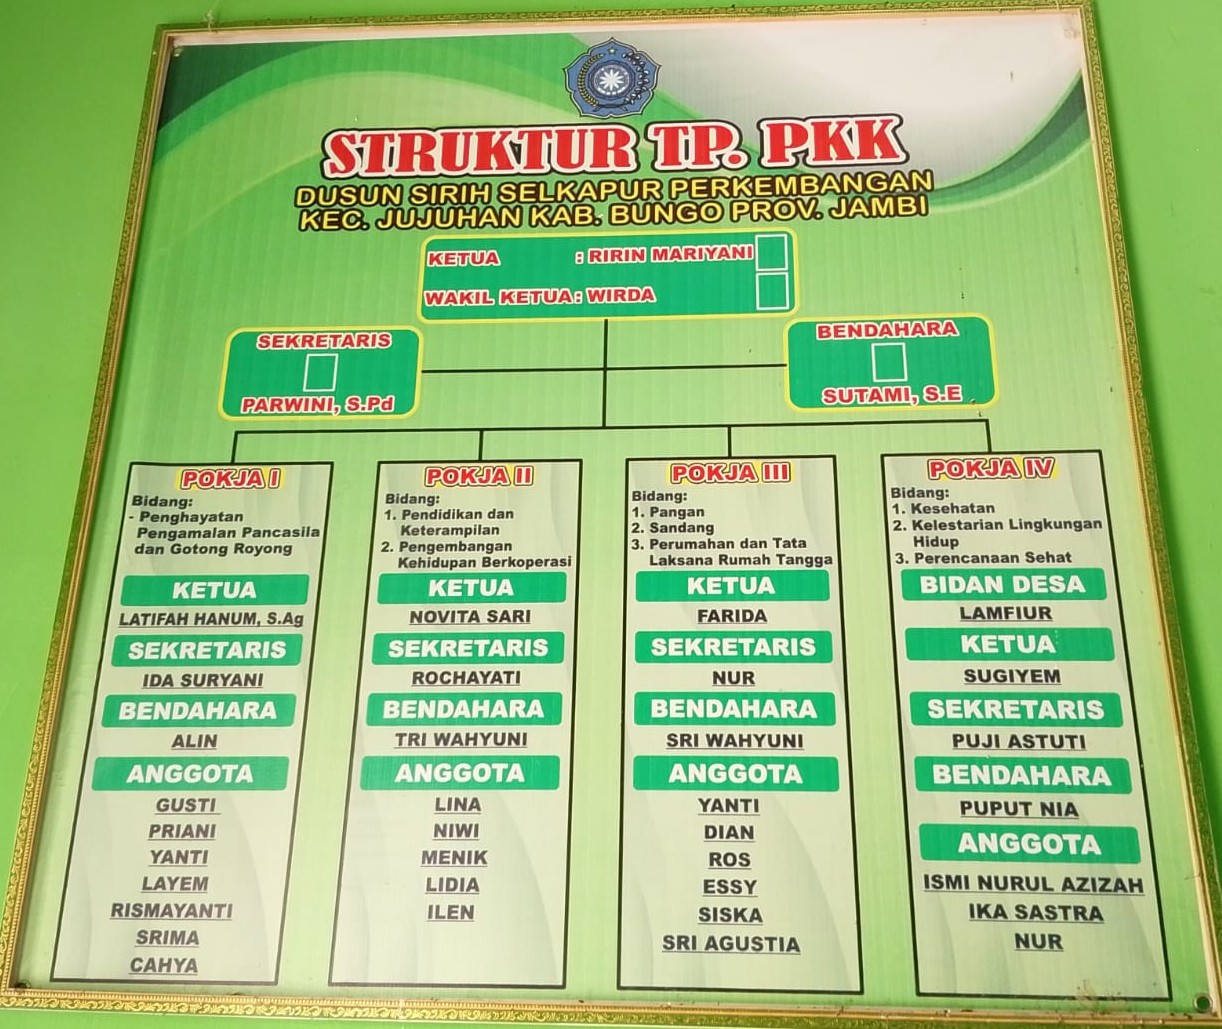 STRUKTUR TP. PKK
DUSUN SIRIH SELKAPUR PERKEMBANGAN
KEC. JUJUHAN KAB. BUNGO PROV. JAMBI
KETUA : RIRIN MARIYANI
WAKIL KETUA : WIRDA
SEKRETARIS
PARWINI, S.Pd
BENDAHARA
SUTAMI, S.E
POKJA I
Bidang:
- Penghayatan
Pengamalan Pancasila
dan Gotong Royong
KETUA
LATIFAH HANUM, S.Ag
SEKRETARIS
IDA SURYANI
BENDAHARA
ALIN
ANGGOTA
GUSTI
PRIANI
YANTI
LAYEM
RISMAYANTI
SRIMA
CAHYA
POKJA II
Bidang:
1. Pendidikan dan
Keterampilan
2. Pengembangan
Kehidupan Berkoperasi
KETUA
NOVITA SARI
SEKRETARIS
ROCHAYATI
BENDAHARA
TRI WAHYUNI
ANGGOTA
LINA
NIWI
MENIK
LIDIA
ILEN
POKJA III
Bidang:
1. Pangan
2. Sandang
3. Perumahan dan Tata
Laksana Rumah Tangga
KETUA
FARIDA
SEKRETARIS
NUR
BENDAHARA
SRI WAHYUNI
ANGGOTA
YANTI
DIAN
ROS
ESSY
SISKA
SRI AGUSTIA
POKJA IV
Bidang:
1. Kesehatan
2. Kelestarian Lingkungan
Hidup
3. Perencanaan Sehat
BIDAN DESA
LAMFIUR
KETUA
SUGIYEM
SEKRETARIS
PUJI ASTUTI
BENDAHARA
PUPUT NIA
ANGGOTA
ISMI NURUL AZIZAH
IKA SASTRA
NUR